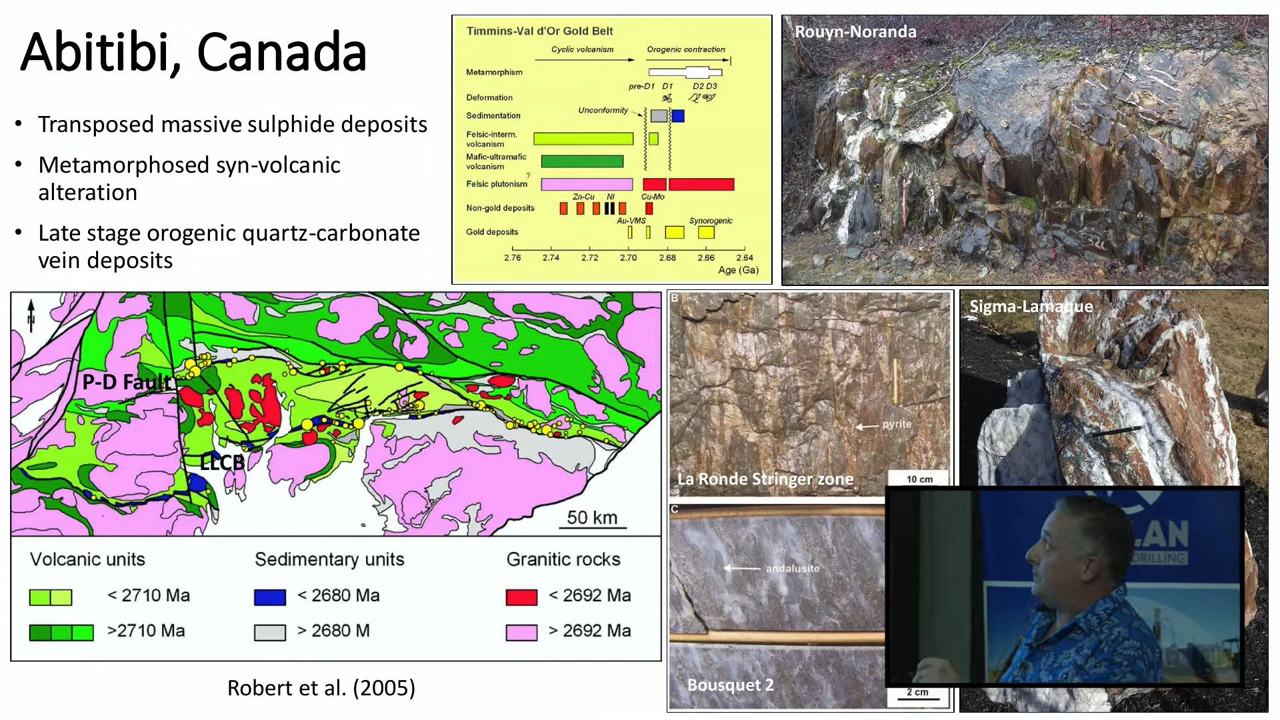 Abitibi, Canada
• Transposed massive sulphide deposits
• Metamorphosed syn-volcanic
alteration
• Late stage orogenic quartz-carbonate
vein deposits
Timmins-Val d'Or Gold Belt
Cyclic volcanism
Orogenic contraction
Metamorphism
pre-D1 D1 D2 D3
Deformation
Unconformity
Sedimentation
Felsic-interm.
volcanism
Mafic-ultramafic
volcanism
?
Felsic plutonism
Zn-Cu Ni Cu-Mo
Non-gold deposits
Au-VMS Synorogenic
Gold deposits
2.76 2.74 2.72 2.70 2.68 2.66 2.64
Age (Ga)
Rouyn-Noranda
N
P-D Fault
LLCB
50 km
Volcanic units
< 2710 Ma
>2710 Ma
Sedimentary units
< 2680 Ma
> 2680 M
Granitic rocks
< 2692 Ma
> 2692 Ma
Robert et al. (2005)
B
pyrite
La Ronde Stringer zone
10 cm
C
andalusite
Bousquet 2
2 cm
Sigma-Lamaque
LAN
DRILLING